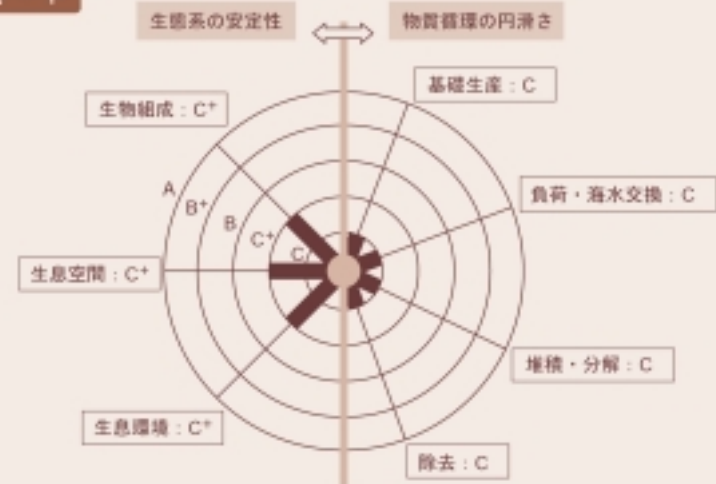 生態系の安定性
物質循環の円滑さ
基礎生産：C
生物組成：C⁺
負荷・海水交換：C
A
B⁺
B
C⁺
C
生息空間：C⁺
堆積・分解：C
生息環境：C⁺
除去：C